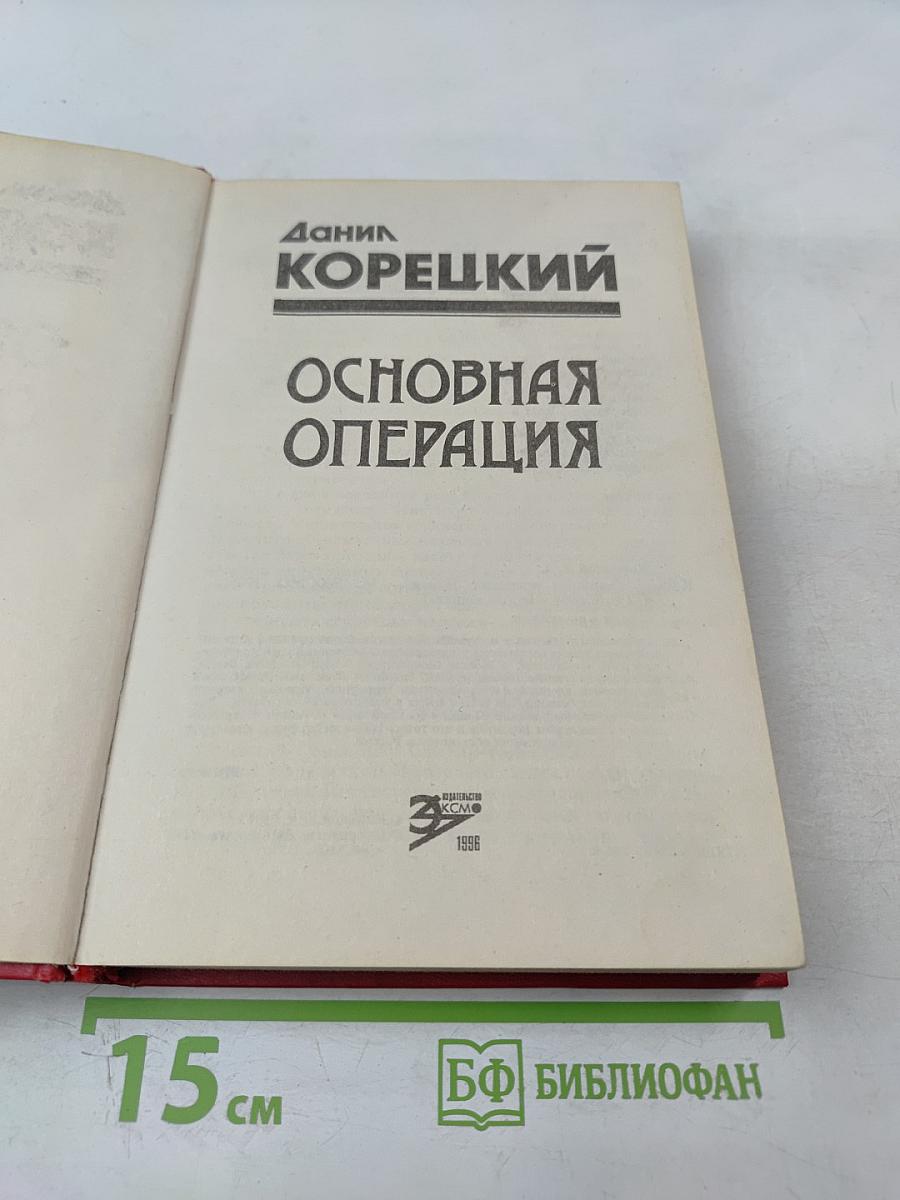 Данил
КОРЕЦКИЙ
ОСНОВНАЯ
ОПЕРАЦИЯ
ИЗДАТЕЛЬСТВО
ЭКСМО
1996
15 см
БФ БИБЛИОФАН